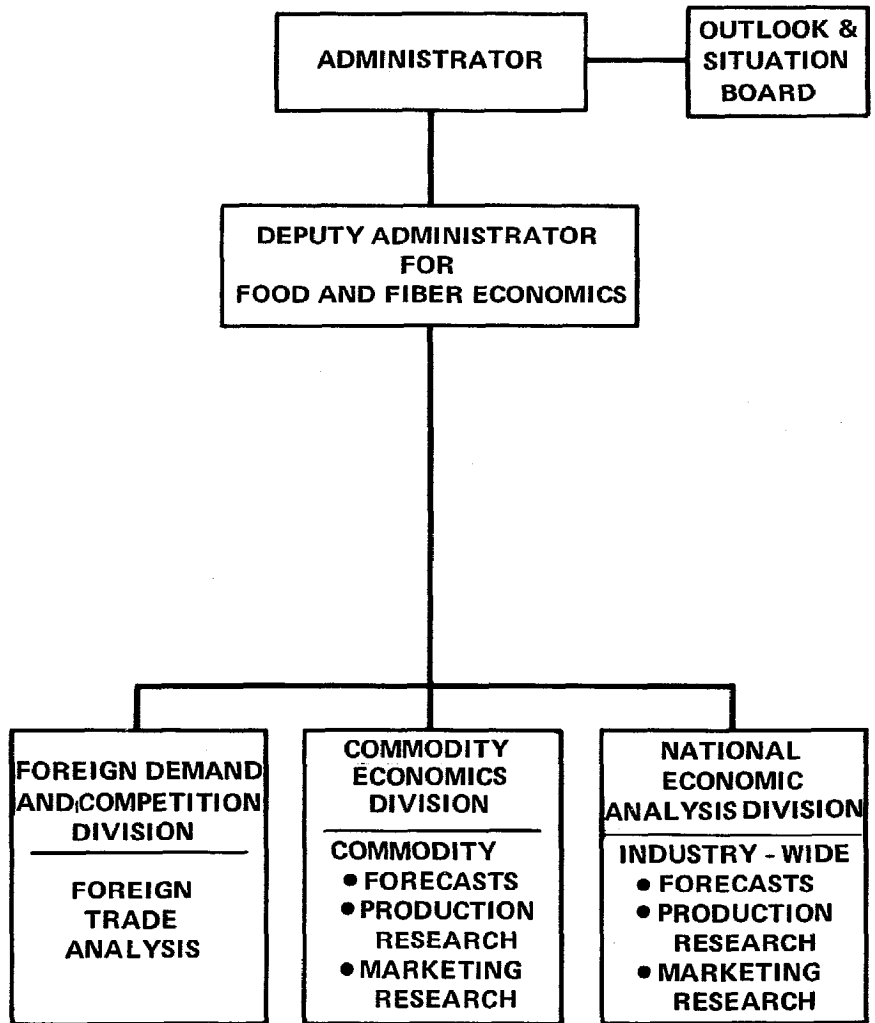 ADMINISTRATOR
OUTLOOK &
SITUATION
BOARD
DEPUTY ADMINISTRATOR
FOR
FOOD AND FIBER ECONOMICS
FOREIGN DEMAND
AND COMPETITION
DIVISION
FOREIGN
TRADE
ANALYSIS
COMMODITY
ECONOMICS
DIVISION
COMMODITY
● FORECASTS
● PRODUCTION
RESEARCH
● MARKETING
RESEARCH
NATIONAL
ECONOMIC
ANALYSIS DIVISION
INDUSTRY - WIDE
● FORECASTS
● PRODUCTION
RESEARCH
● MARKETING
RESEARCH